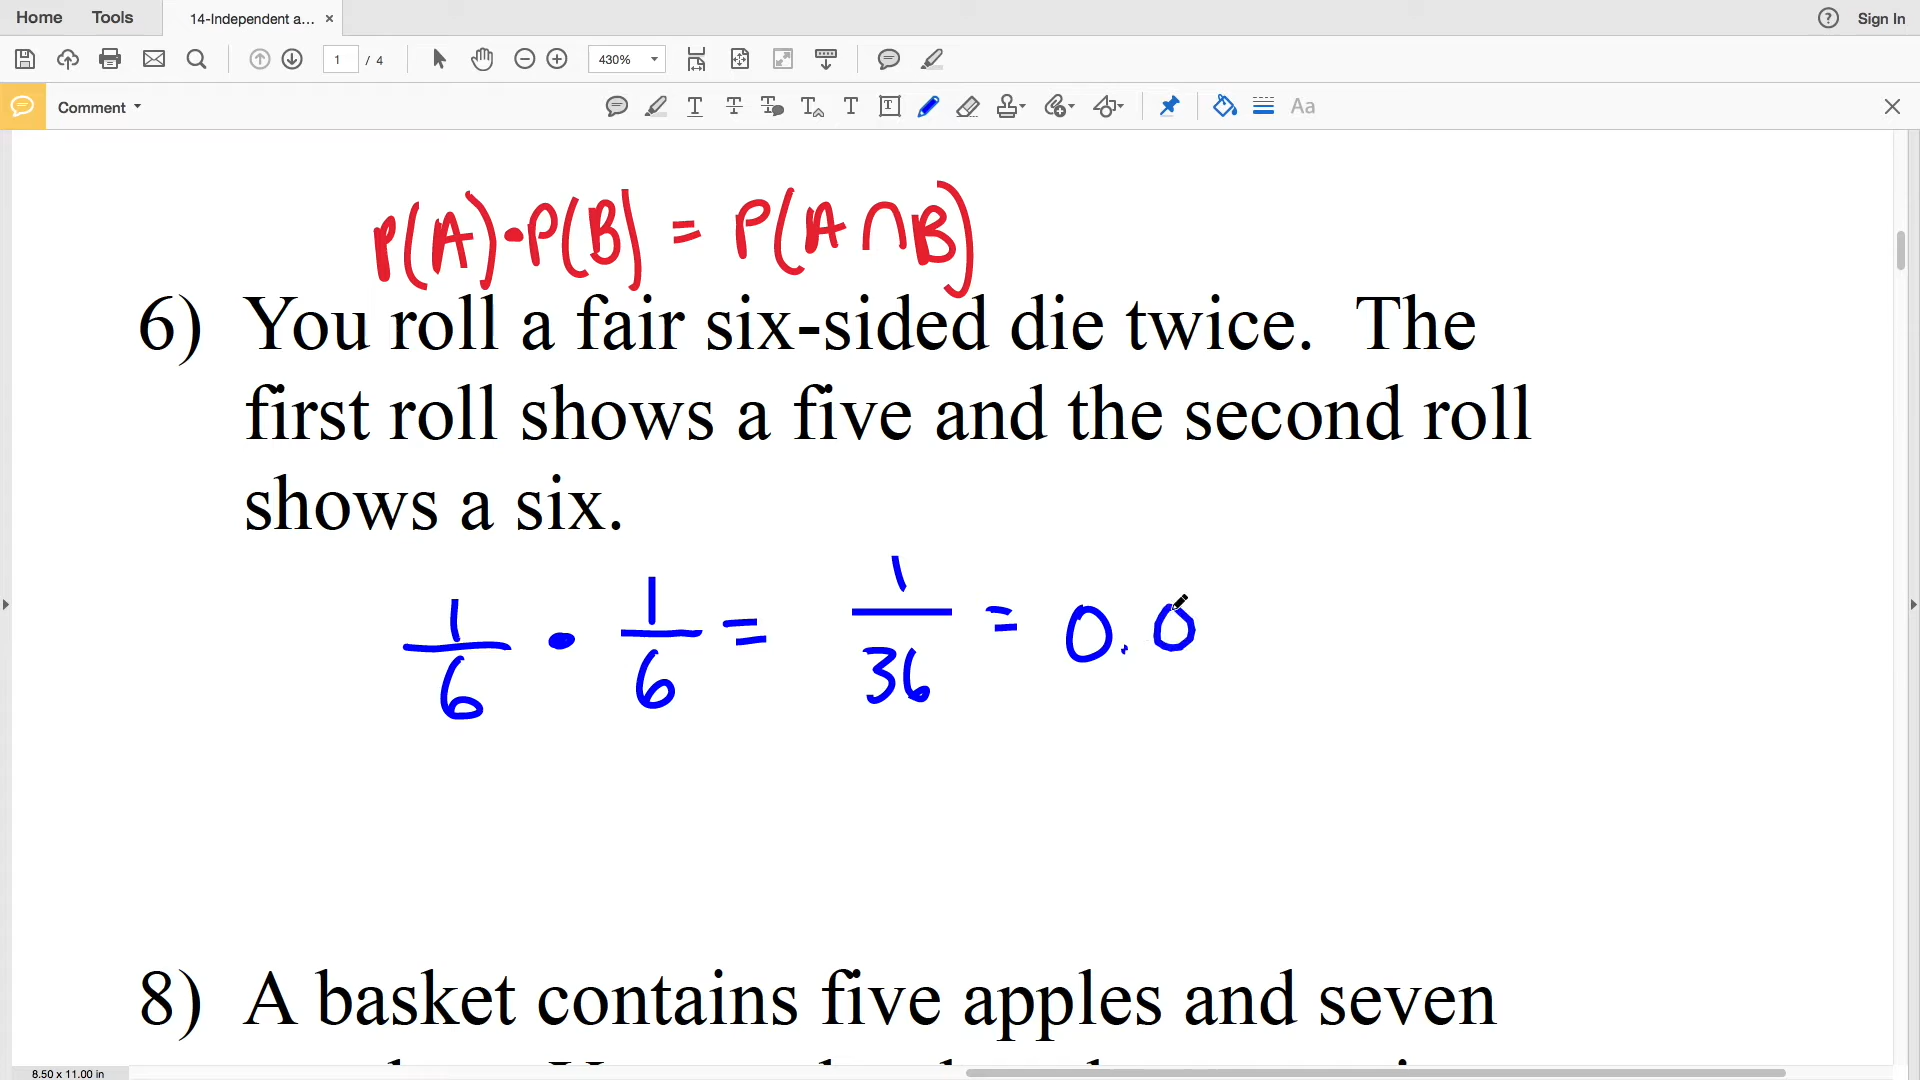 Home Tools 14-Independent a... × ? Sign In
1 / 4 430%
Comment T T T T T T Aa
P(A)·P(B) = P(A∩B)
6) You roll a fair six-sided die twice. The
first roll shows a five and the second roll
shows a six.
1/6 · 1/6 = 1/36 = 0.0
8) A basket contains five apples and seven
8.50 x 11.00 in